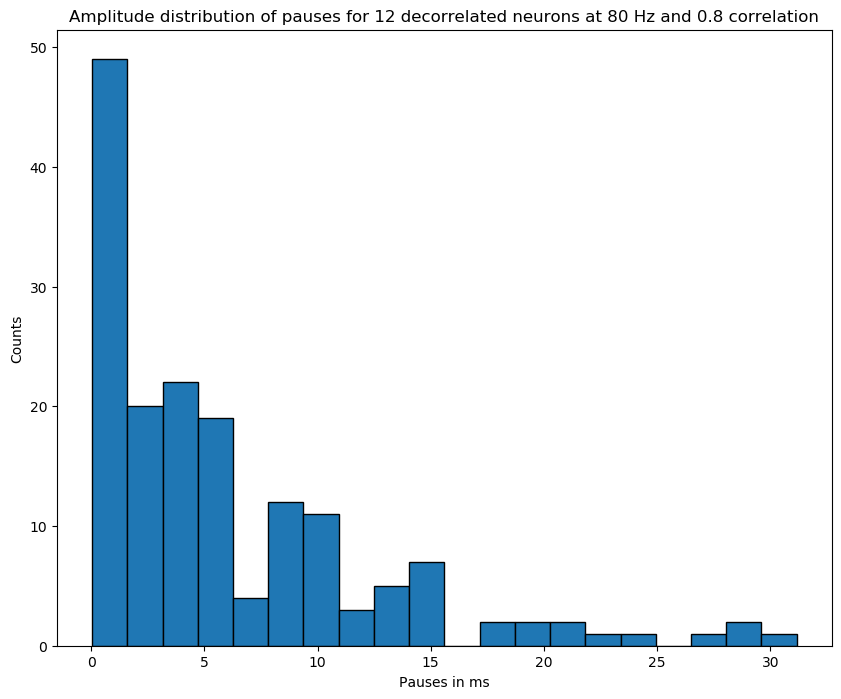 Amplitude distribution of pauses for 12 decorrelated neurons at 80 Hz and 0.8 correlation
50
40
30
20
10
0
Counts
0 5 10 15 20 25 30
Pauses in ms